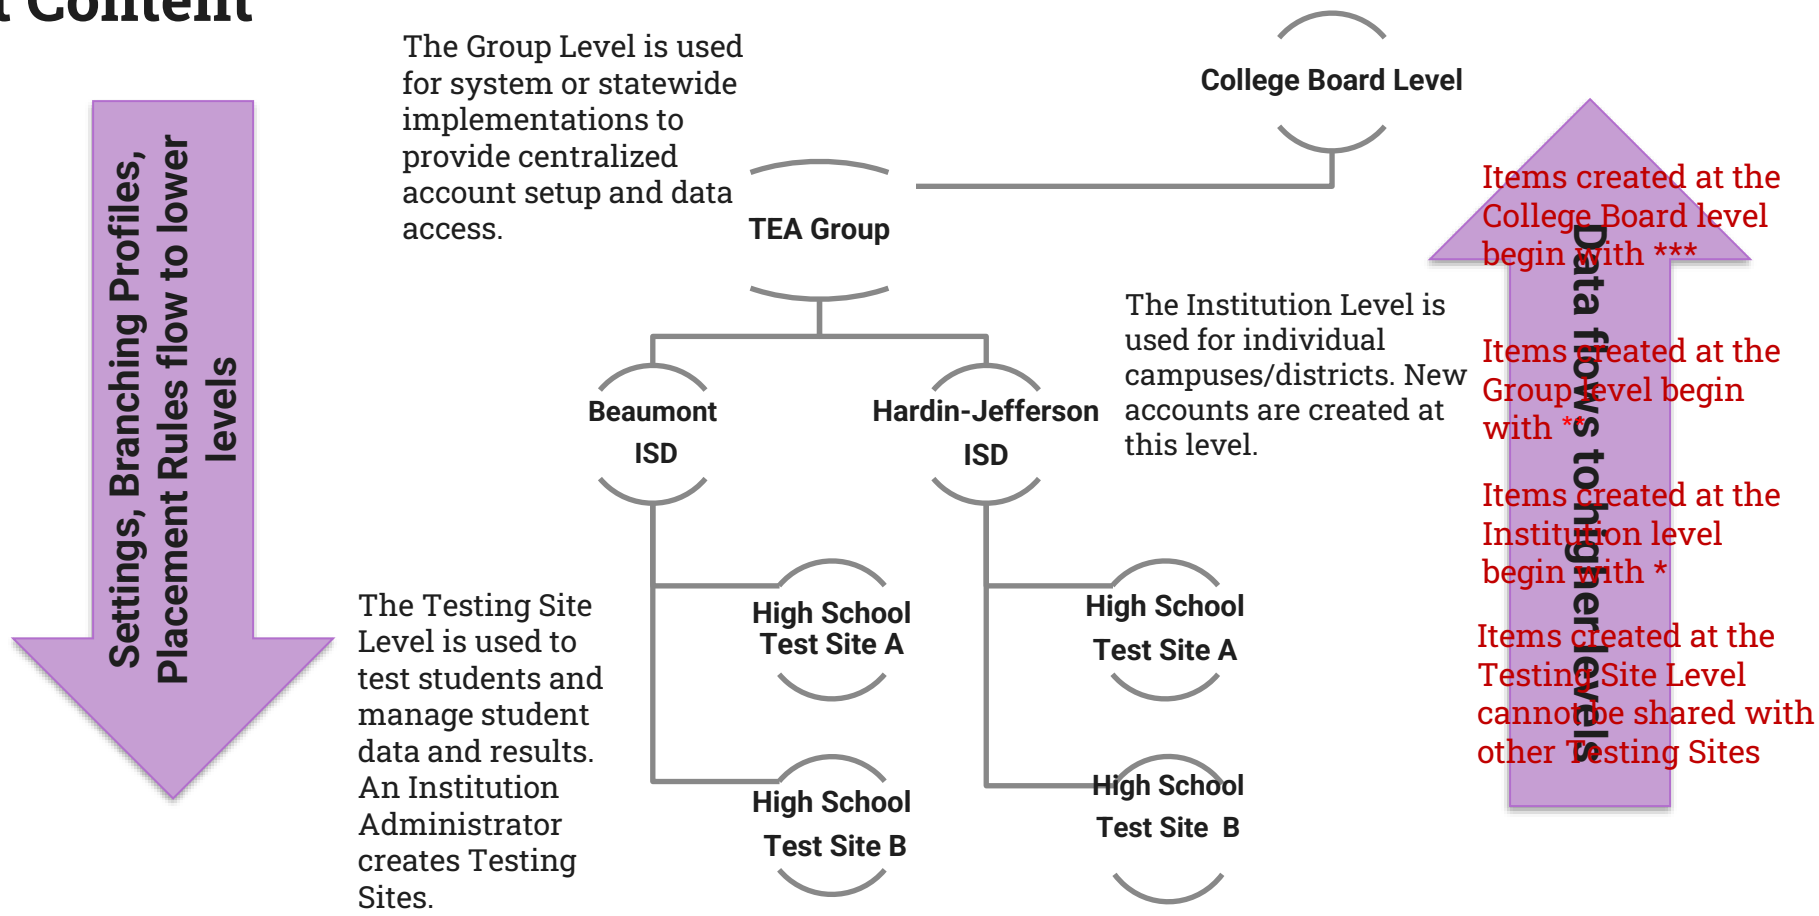 Content
The Group Level is used
for system or statewide
implementations to
provide centralized
account setup and data
access.
College Board Level
TEA Group
Settings, Branching Profiles,
Placement Rules flow to lower
levels
The Institution Level is
used for individual
campuses/districts. New
accounts are created at
this level.
Beaumont
ISD
Hardin-Jefferson
ISD
The Testing Site
Level is used to
test students and
manage student
data and results.
An Institution
Administrator
creates Testing
Sites.
High School
Test Site A
High School
Test Site B
High School
Test Site A
High School
Test Site B
Data flows to higher levels
Items created at the
College Board level
begin with ***
Items created at the
Group level begin
with **
Items created at the
Institution level
begin with *
Items created at the
Testing Site Level
cannot be shared with
other Testing Sites